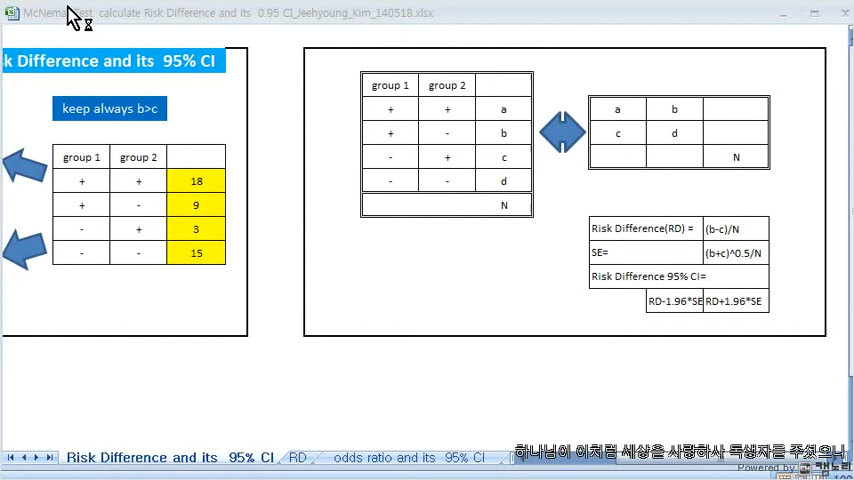 McNema Test, calculate Risk Difference and its 0.95 CI_Jeehyoung_Kim_140518.xlsx
k Difference and its 95% CI
keep always b>c
group 1 group 2
+ + 18
+ - 9
- + 3
- - 15
group 1 group 2
+ + a
+ - b
- + c
- - d
N
a b
c d
N
Risk Difference(RD) = (b-c)/N
SE= (b+c)^0.5/N
Risk Difference 95% CI=
RD-1.96*SE RD+1.96*SE
Risk Difference and its 95% CI RD odds ratio and its 95% CI
하나님이 이처럼 세상을 사랑하사 독생자를 주셨으니
Powered by 캠노리